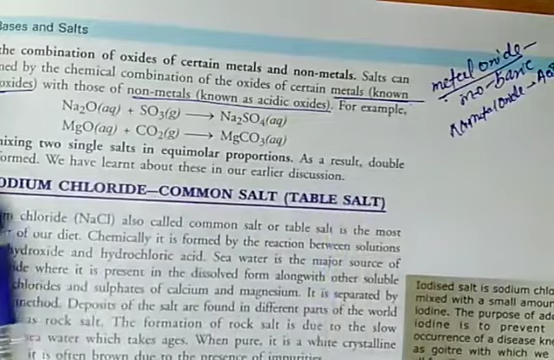 Bases and Salts
the combination of oxides of certain metals and non-metals. Salts can
ned by the chemical combination of the oxides of certain metals (known
oxides) with those of non-metals (known as acidic oxides). For example,
Na₂O(aq) + SO₃(g) ⟶ Na₂SO₄(aq)
MgO(aq) + CO₂(g) ⟶ MgCO₃(aq)
ixing two single salts in equimolar proportions. As a result, double
ormed. We have learnt about these in our earlier discussion.
ODIUM CHLORIDE—COMMON SALT (TABLE SALT)
m chloride (NaCl) also called common salt or table salt is the most
of our diet. Chemically it is formed by the reaction between solutions
hydroxide and hydrochloric acid. Sea water is the major source of
ide where it is present in the dissolved form alongwith other soluble
chlorides and sulphates of calcium and magnesium. It is separated by
method. Deposits of the salt are found in different parts of the world
as rock salt. The formation of rock salt is due to the slow
sea water which takes ages. When pure, it is a white crystalline
it is often brown due to the presence of impurities
metal oxide-
Nonmetal oxide → Aci
Iodised salt is sodium chlo
mixed with a small amoun
iodine. The purpose of ad
iodine is to prevent
occurrence of a disease kn
as goitre with which wo